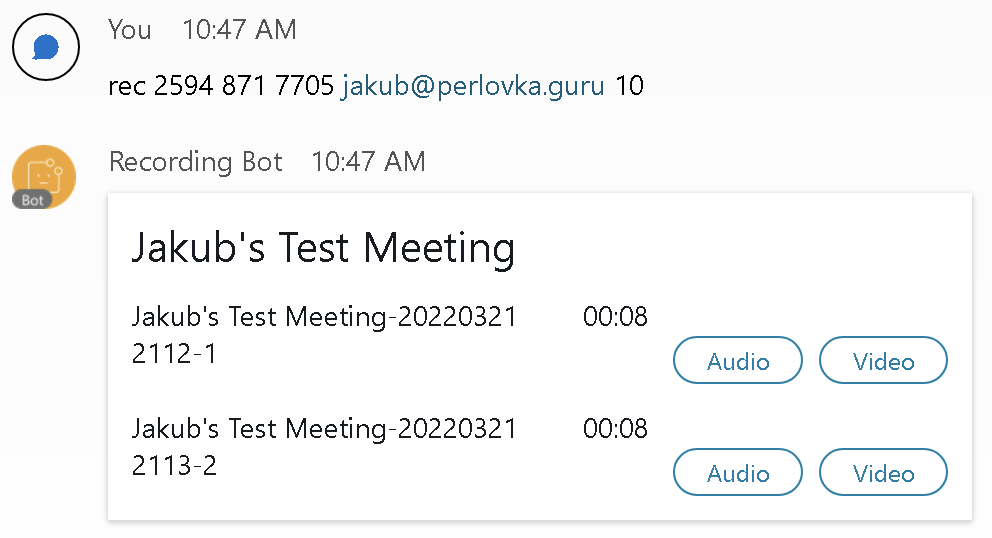 You 10:47 AM
rec 2594 871 7705 jakub@perlovka.guru 10
Recording Bot 10:47 AM
Bot
Jakub's Test Meeting
Jakub's Test Meeting-20220321 00:08
2112-1
Audio Video
Jakub's Test Meeting-20220321 00:08
2113-2
Audio Video